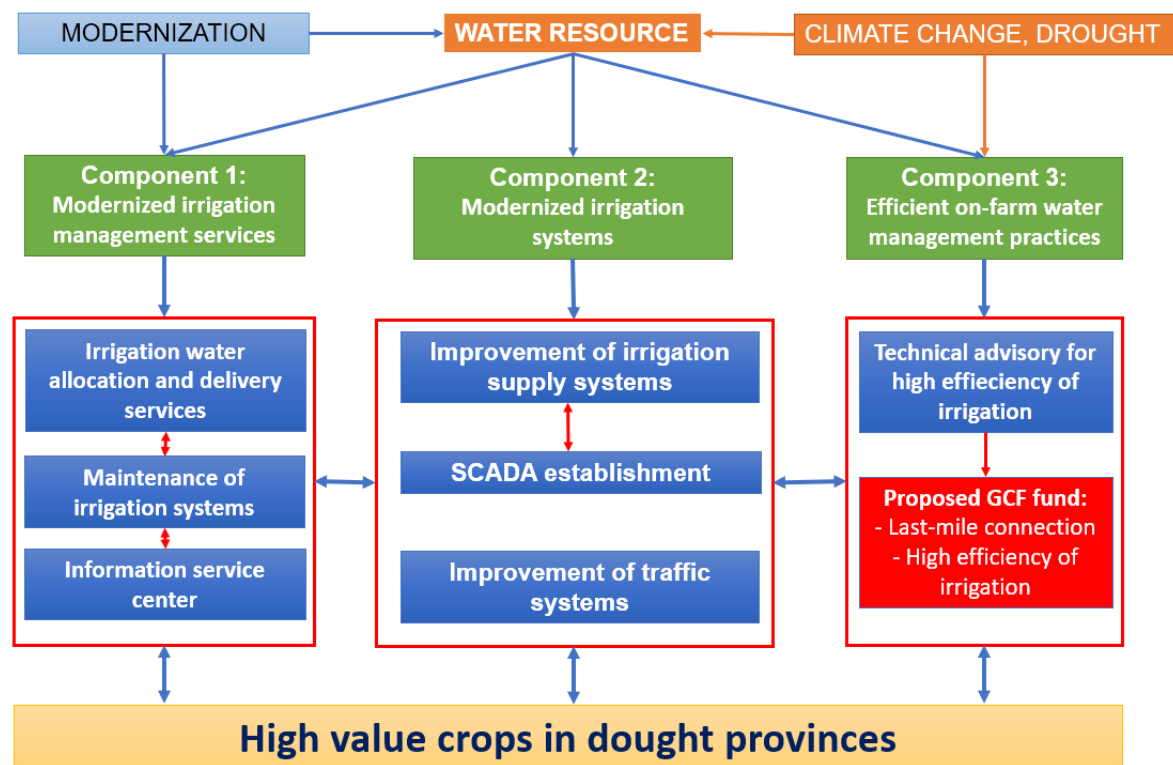 MODERNIZATION
WATER RESOURCE
CLIMATE CHANGE, DROUGHT
Component 1:
Modernized irrigation
management services
Component 2:
Modernized irrigation
systems
Component 3:
Efficient on-farm water
management practices
Irrigation water
allocation and delivery
services
Maintenance of
irrigation systems
Information service
center
Improvement of irrigation
supply systems
SCADA establishment
Improvement of traffic
systems
Technical advisory for
high effieciency of
irrigation
Proposed GCF fund:
- Last-mile connection
- High efficiency of
irrigation
High value crops in dought provinces